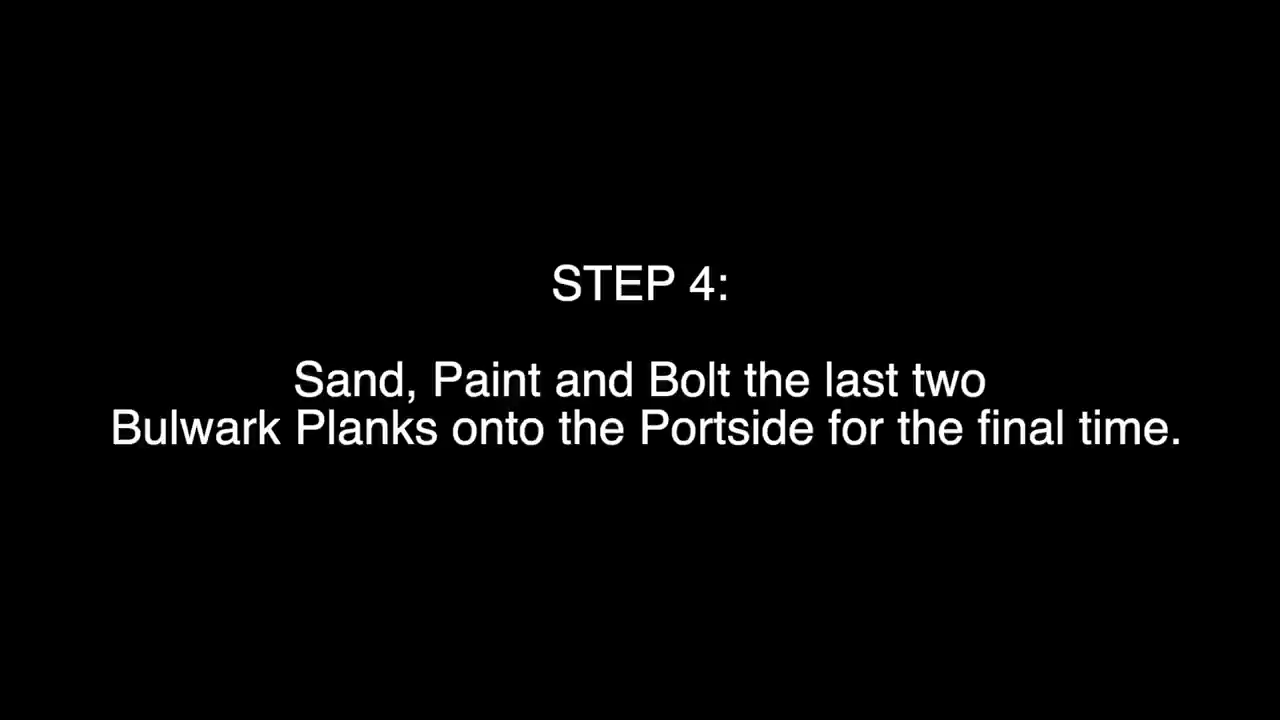 STEP 4:
Sand, Paint and Bolt the last two
Bulwark Planks onto the Portside for the final time.